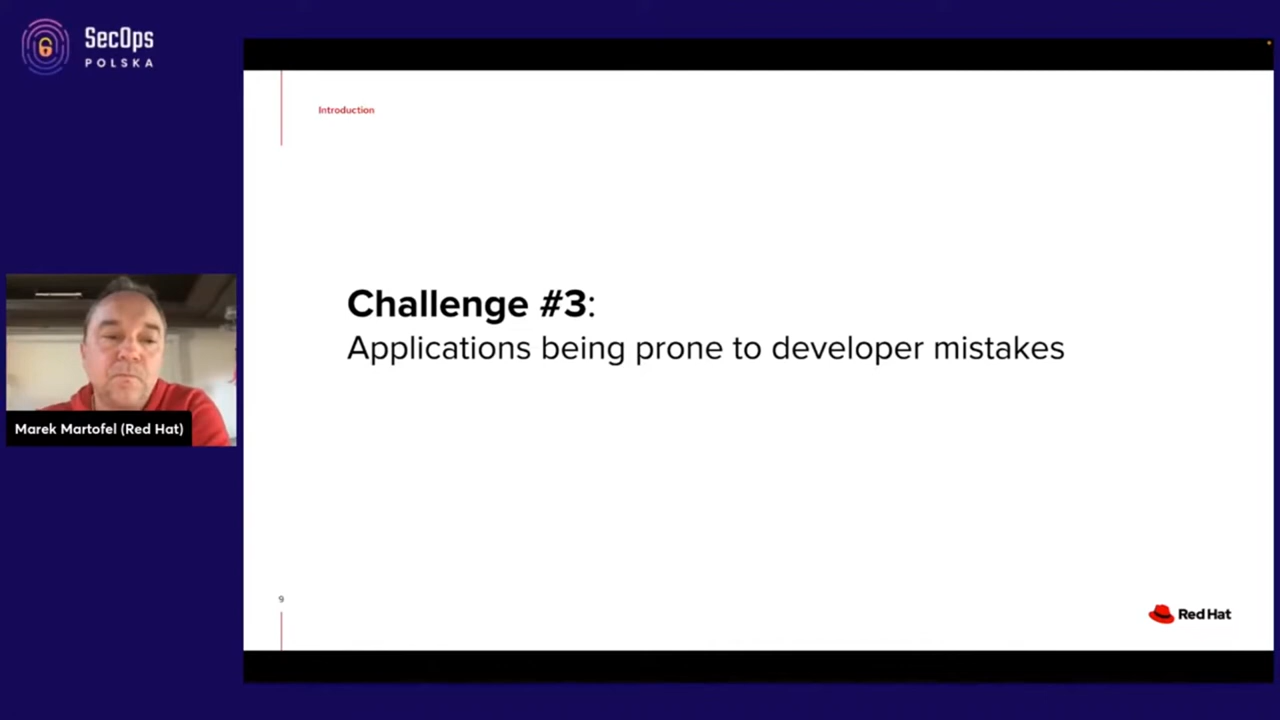 SecOps
POLSKA
Introduction
Challenge #3:
Applications being prone to developer mistakes
Marek Martofel (Red Hat)
9
Red Hat